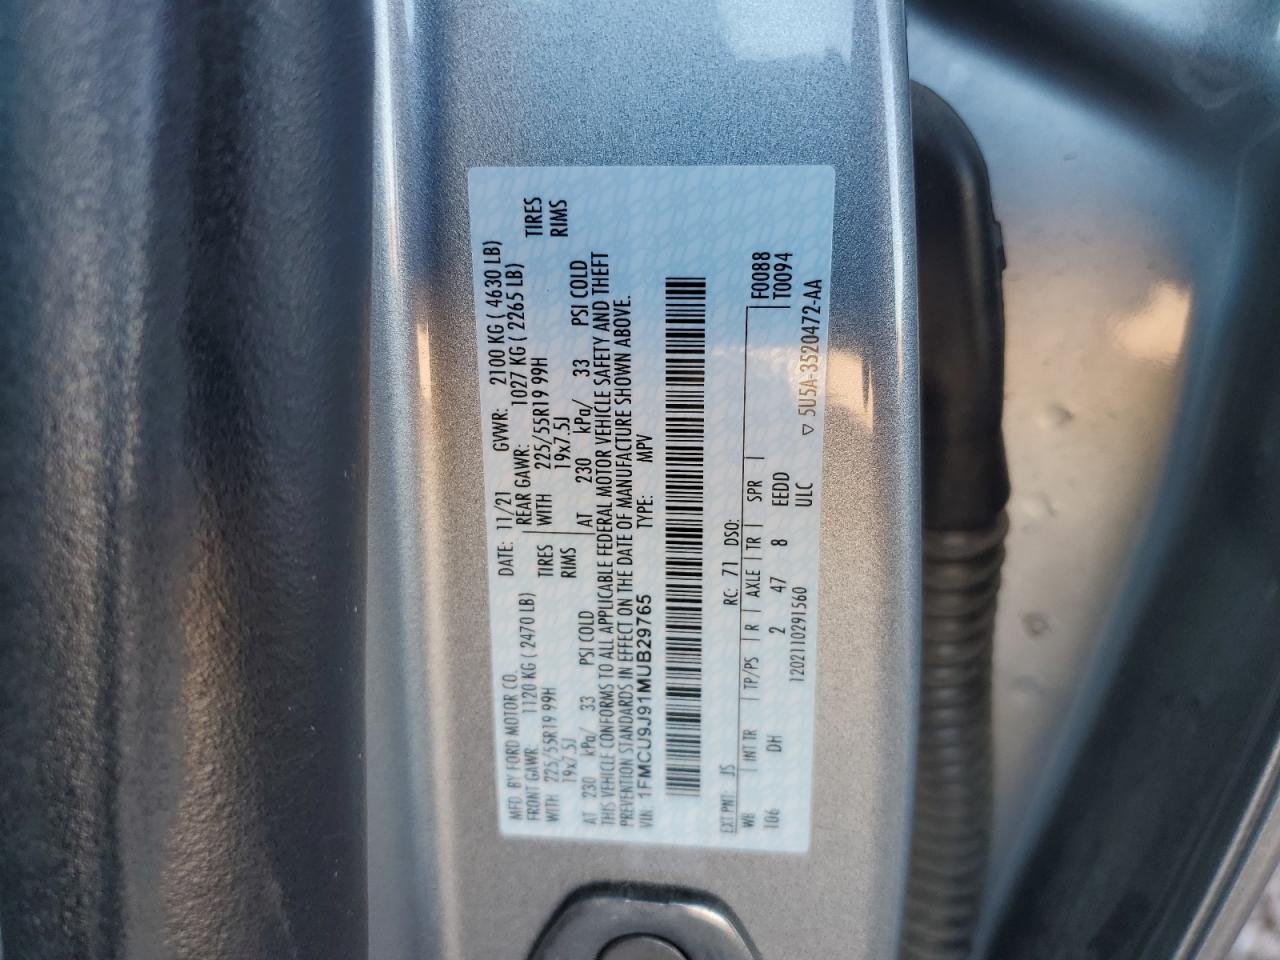 MFD. BY FORD MOTOR CO.
DATE: 11/21 GVWR: 2100 KG ( 4630 LB)
FRONT GAWR: 1120 KG ( 2470 LB) REAR GAWR: 1027 KG ( 2265 LB)
WITH 225/55R19 99H TIRES WITH 225/55R19 99H TIRES
19x7.5J RIMS 19x7.5J RIMS
AT 230 kPa/ 33 PSI COLD AT 230 kPa/ 33 PSI COLD
THIS VEHICLE CONFORMS TO ALL APPLICABLE FEDERAL MOTOR VEHICLE SAFETY AND THEFT
PREVENTION STANDARDS IN EFFECT ON THE DATE OF MANUFACTURE SHOWN ABOVE.
VIN: 1FMCU9J91MUB29765 TYPE: MPV
EXT PNT: JS RC: 71 DSO:
WB INT TR TP/PS R AXLE TR SPR F0088
106 DH 2 47 8 EEDD T0094
1202110291560 ULC
▽ 5U5A-3520472-AA